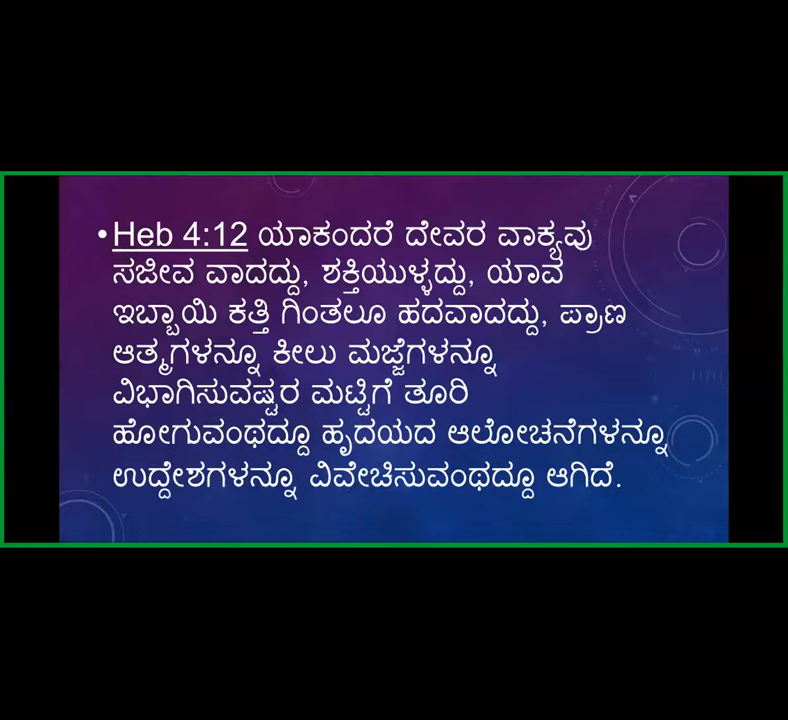 •Heb 4:12 ಯಾಕಂದರೆ ದೇವರ ವಾಕ್ಯವು
ಸಜೀವ ವಾದದ್ದು, ಶಕ್ತಿಯುಳ್ಳದ್ದು, ಯಾವ
ಇಬ್ಬಾಯಿ ಕತ್ತಿ ಗಿಂತಲೂ ಹದವಾದದ್ದು, ಪ್ರಾಣ
ಆತ್ಮಗಳನ್ನೂ ಕೀಲು ಮಜ್ಜೆಗಳನ್ನೂ
ವಿಭಾಗಿಸುವಷ್ಟರ ಮಟ್ಟಿಗೆ ತೂರಿ
ಹೋಗುವಂಥದ್ದೂ ಹೃದಯದ ಆಲೋಚನೆಗಳನ್ನೂ
ಉದ್ದೇಶಗಳನ್ನೂ ವಿವೇಚಿಸುವಂಥದ್ದೂ ಆಗಿದೆ.